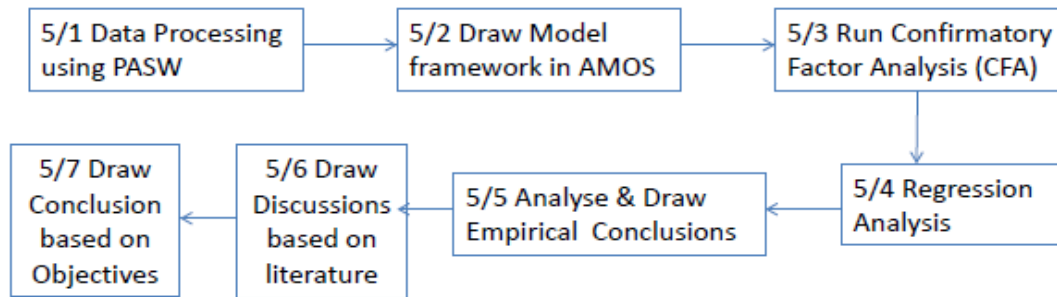 5/1 Data Processing
using PASW
5/2 Draw Model
framework in AMOS
5/3 Run Confirmatory
Factor Analysis (CFA)
5/4 Regression
Analysis
5/5 Analyse & Draw
Empirical Conclusions
5/6 Draw
Discussions
based on
literature
5/7 Draw
Conclusion
based on
Objectives